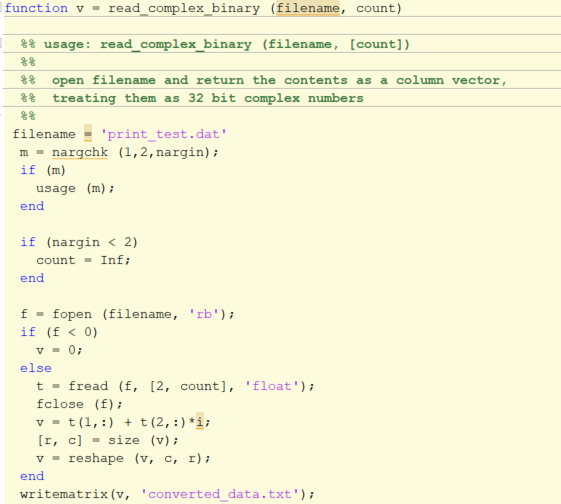 function v = read_complex_binary (filename, count)
%% usage: read_complex_binary (filename, [count])
%%
%%  open filename and return the contents as a column vector,
%%  treating them as 32 bit complex numbers
%%
filename = 'print_test.dat'
m = nargchk (1,2,nargin);
if (m)
usage (m);
end
if (nargin < 2)
count = Inf;
end
f = fopen (filename, 'rb');
if (f < 0)
v = 0;
else
t = fread (f, [2, count], 'float');
fclose (f);
v = t(1,:) + t(2,:)*i;
[r, c] = size (v);
v = reshape (v, c, r);
end
writematrix(v, 'converted_data.txt');